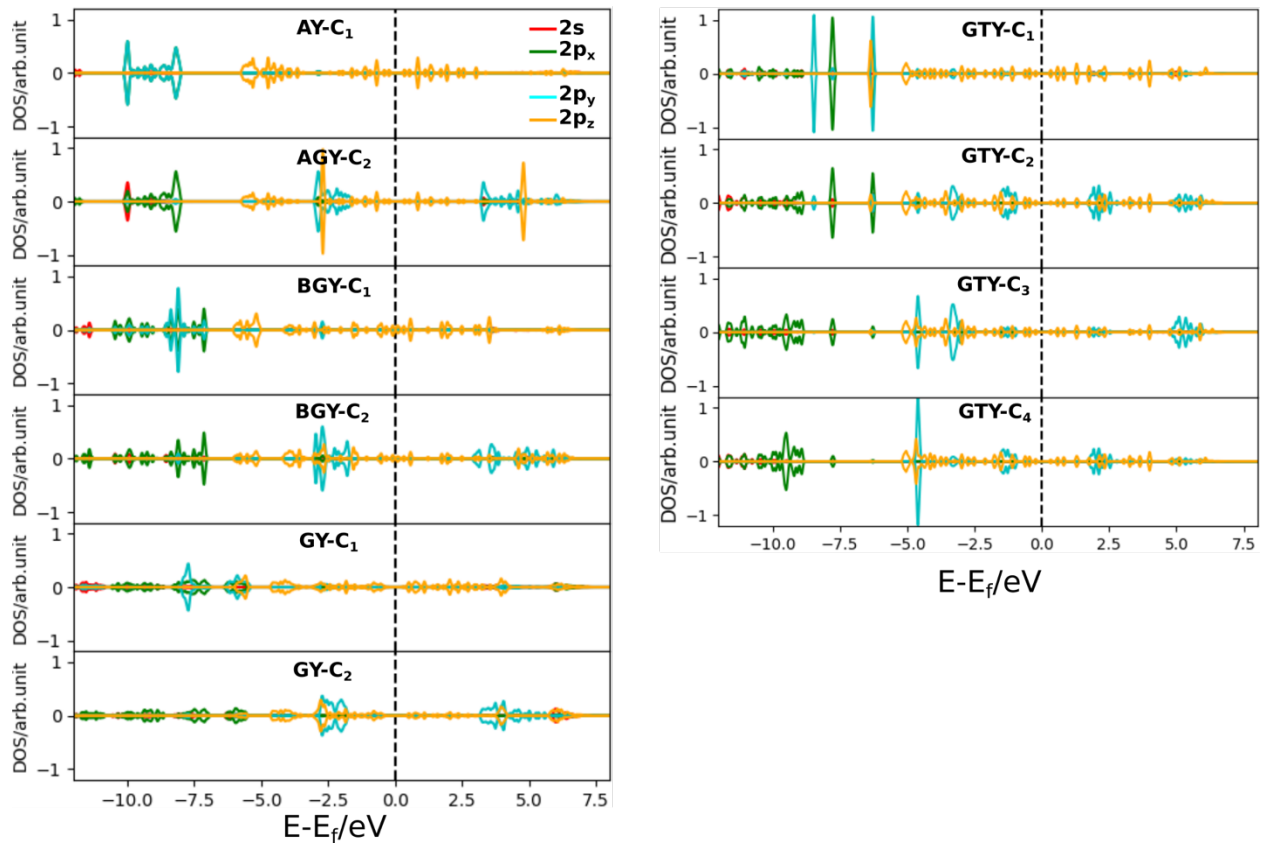 DOS/arb.unit
1
0
−1
AY-C₁
2s
2pₓ
2pᵧ
2p_z
DOS/arb.unit
1
0
−1
AGY-C₂
DOS/arb.unit
1
0
−1
BGY-C₁
DOS/arb.unit
1
0
−1
BGY-C₂
DOS/arb.unit
1
0
−1
GY-C₁
DOS/arb.unit
1
0
−1
GY-C₂
−10.0 −7.5 −5.0 −2.5 0.0 2.5 5.0 7.5
E-E_f/eV
DOS/arb.unit
1
0
−1
GTY-C₁
DOS/arb.unit
1
0
−1
GTY-C₂
DOS/arb.unit
1
0
−1
GTY-C₃
DOS/arb.unit
1
0
−1
GTY-C₄
−10.0 −7.5 −5.0 −2.5 0.0 2.5 5.0 7.5
E-E_f/eV